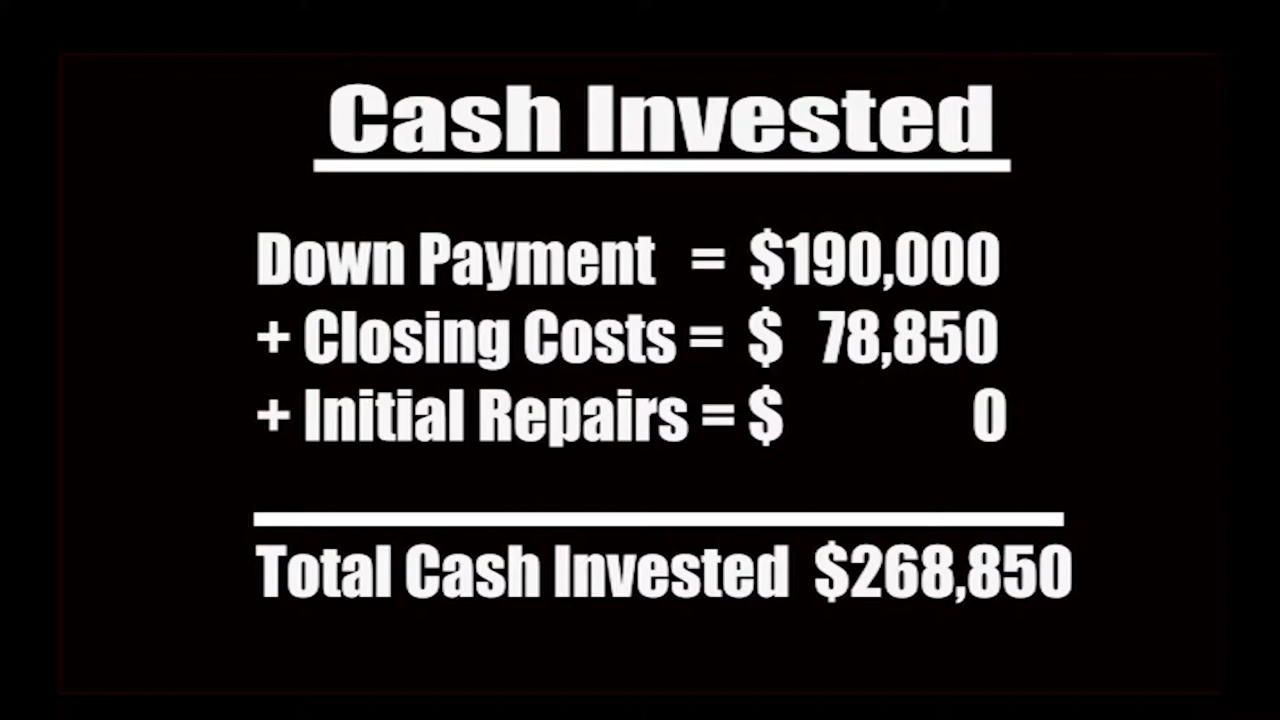 Cash Invested
Down Payment = $190,000
+ Closing Costs = $ 78,850
+ Initial Repairs = $ 0
Total Cash Invested $268,850